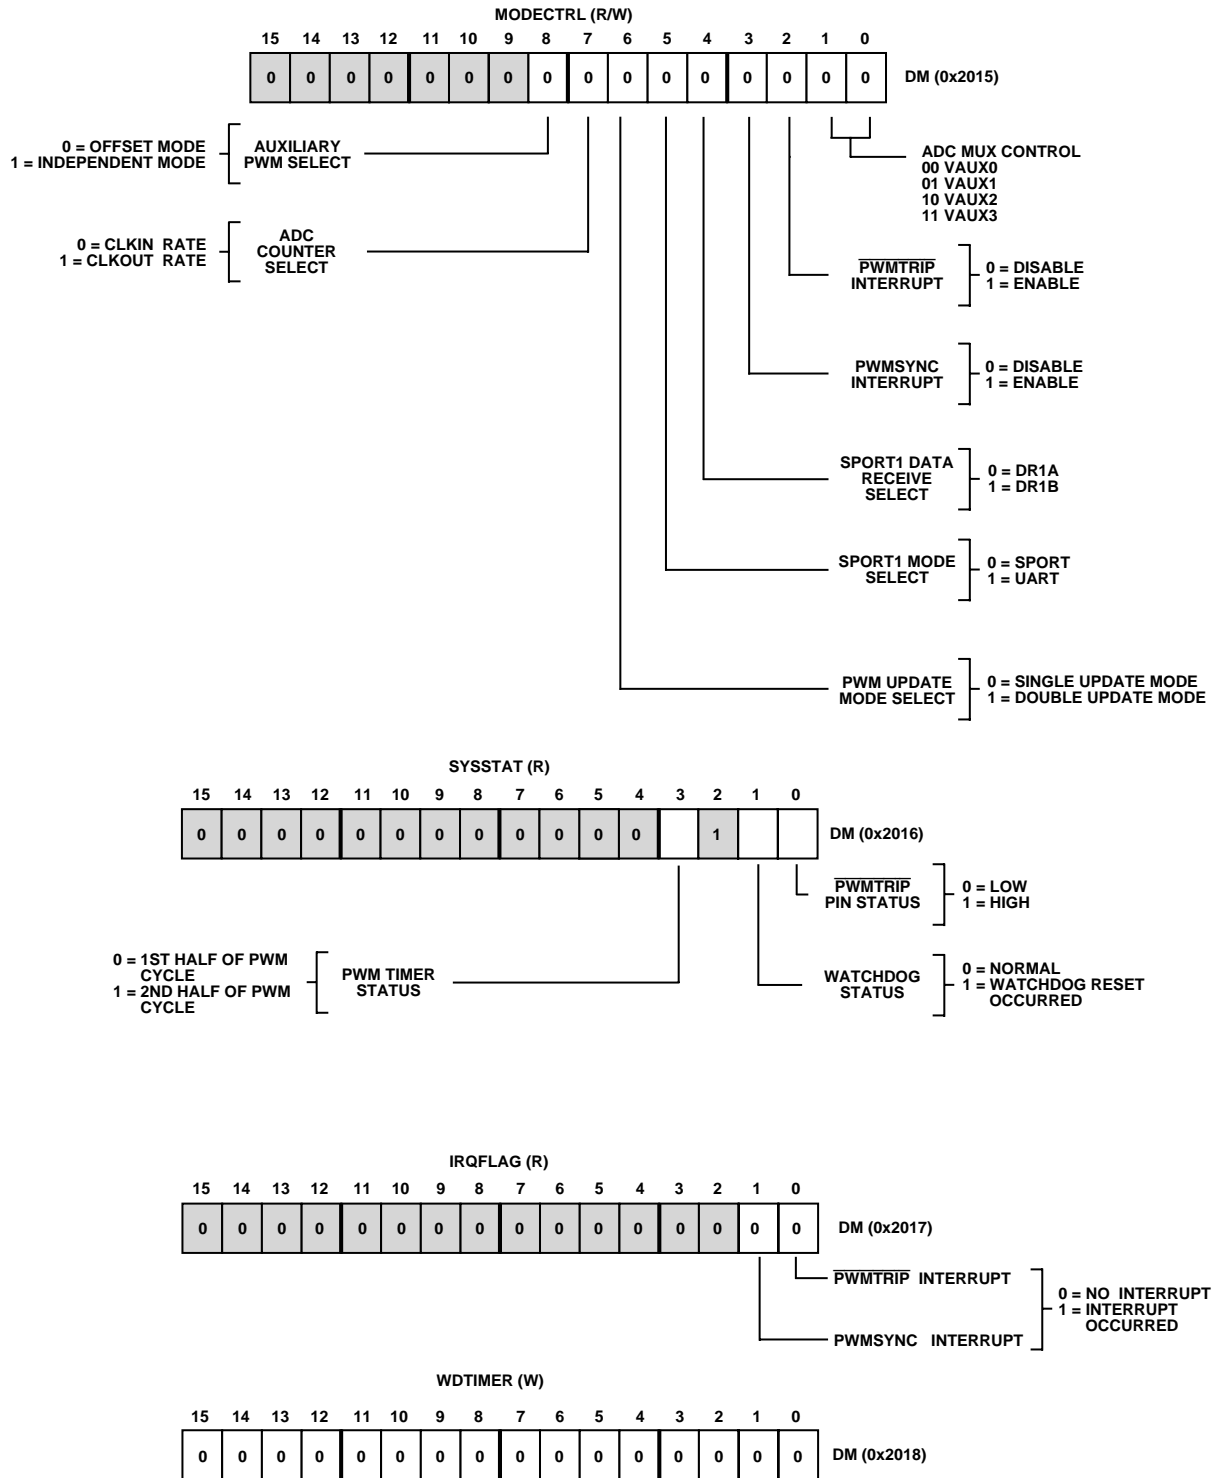 MODECTRL (R/W)
15 14 13 12 11 10 9 8 7 6 5 4 3 2 1 0
0 0 0 0 0 0 0 0 0 0 0 0 0 0 0 0 DM (0x2015)
0 = OFFSET MODE
1 = INDEPENDENT MODE
AUXILIARY
PWM SELECT
ADC MUX CONTROL
00 VAUX0
01 VAUX1
10 VAUX2
11 VAUX3
0 = CLKIN RATE
1 = CLKOUT RATE
ADC
COUNTER
SELECT
PWMTRIP
INTERRUPT
0 = DISABLE
1 = ENABLE
PWMSYNC
INTERRUPT
0 = DISABLE
1 = ENABLE
SPORT1 DATA
RECEIVE
SELECT
0 = DR1A
1 = DR1B
SPORT1 MODE
SELECT
0 = SPORT
1 = UART
PWM UPDATE
MODE SELECT
0 = SINGLE UPDATE MODE
1 = DOUBLE UPDATE MODE
SYSSTAT (R)
15 14 13 12 11 10 9 8 7 6 5 4 3 2 1 0
0 0 0 0 0 0 0 0 0 0 0 0 1 DM (0x2016)
PWMTRIP
PIN STATUS
0 = LOW
1 = HIGH
0 = 1ST HALF OF PWM
CYCLE
1 = 2ND HALF OF PWM
CYCLE
PWM TIMER
STATUS
WATCHDOG
STATUS
0 = NORMAL
1 = WATCHDOG RESET
OCCURRED
IRQFLAG (R)
15 14 13 12 11 10 9 8 7 6 5 4 3 2 1 0
0 0 0 0 0 0 0 0 0 0 0 0 0 0 0 0 DM (0x2017)
PWMTRIP INTERRUPT
PWMSYNC INTERRUPT
0 = NO INTERRUPT
1 = INTERRUPT
OCCURRED
WDTIMER (W)
15 14 13 12 11 10 9 8 7 6 5 4 3 2 1 0
0 0 0 0 0 0 0 0 0 0 0 0 0 0 0 0 DM (0x2018)